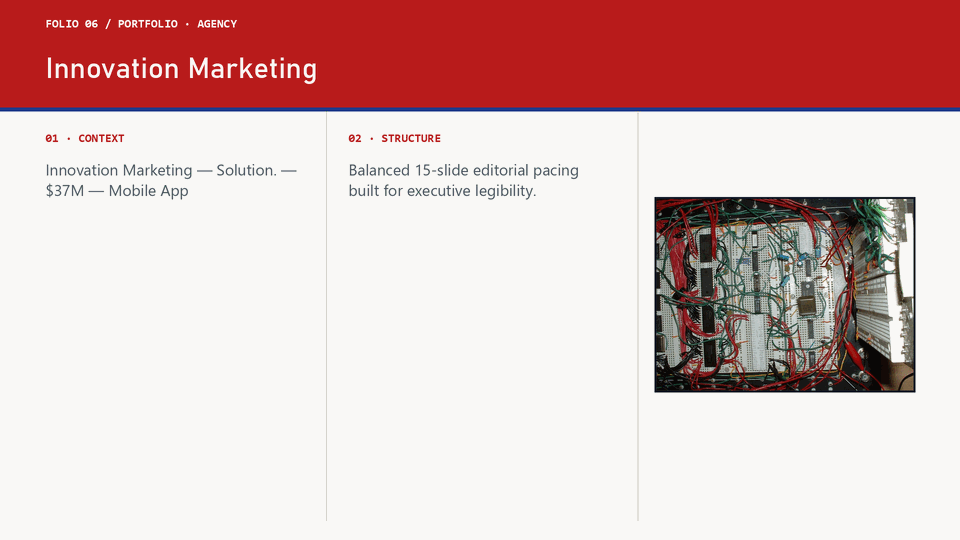 FOLIO 06 / PORTFOLIO · AGENCY
Innovation Marketing
01 · CONTEXT
Innovation Marketing — Solution. —
$37M — Mobile App
02 · STRUCTURE
Balanced 15-slide editorial pacing
built for executive legibility.